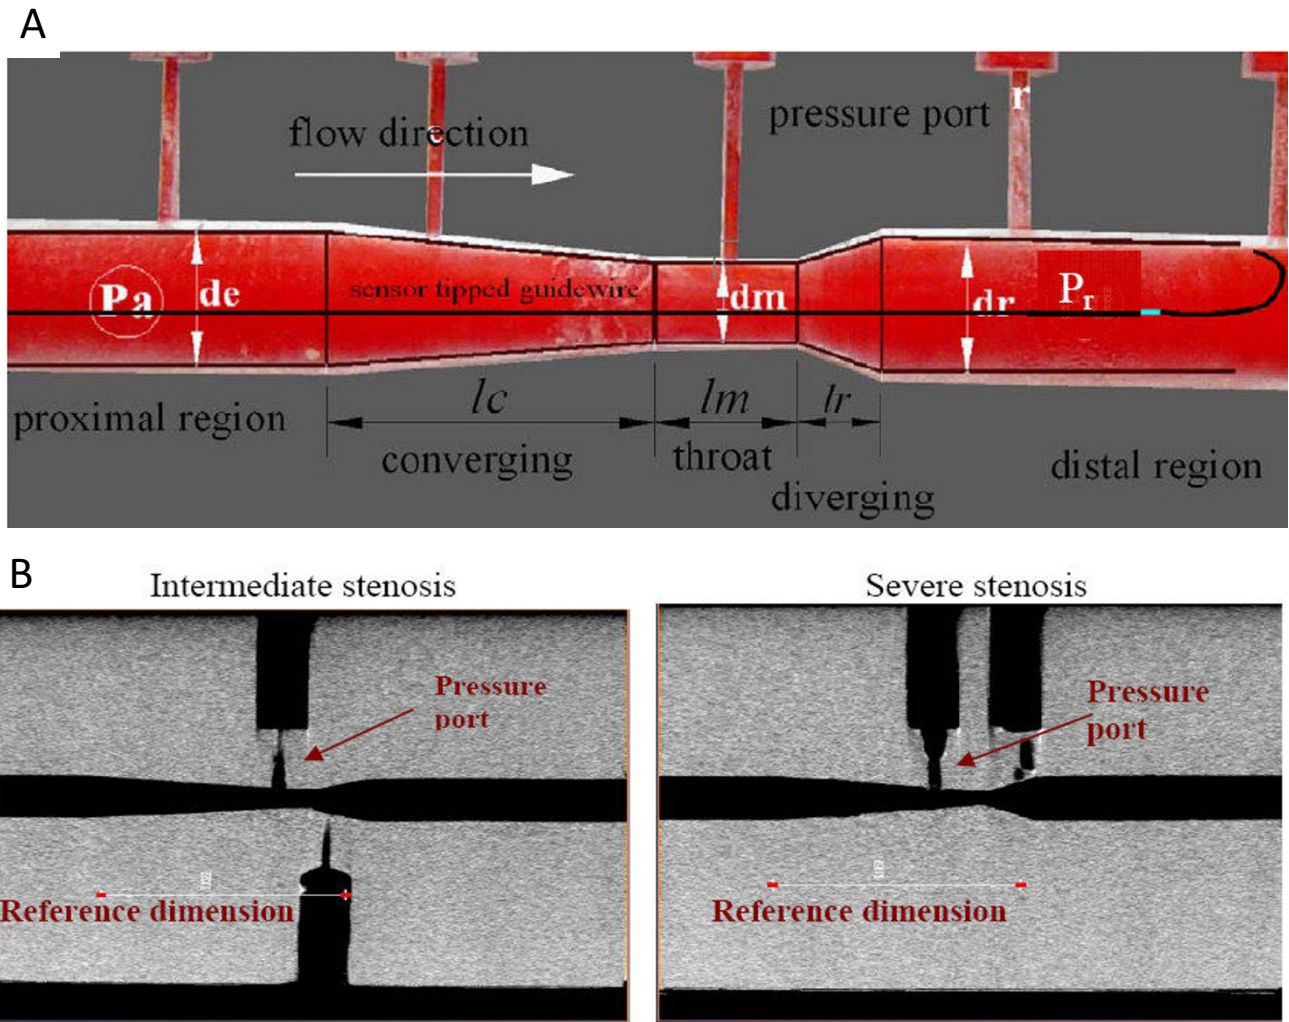 A
pressure port
r
flow direction
c
Pa
de
sensor tipped guidewire
dm
dr
Pr
lc
lm
lr
proximal region
converging
throat
diverging
distal region
B
Intermediate stenosis
Severe stenosis
Pressure
port
Pressure
port
Reference dimension
Reference dimension